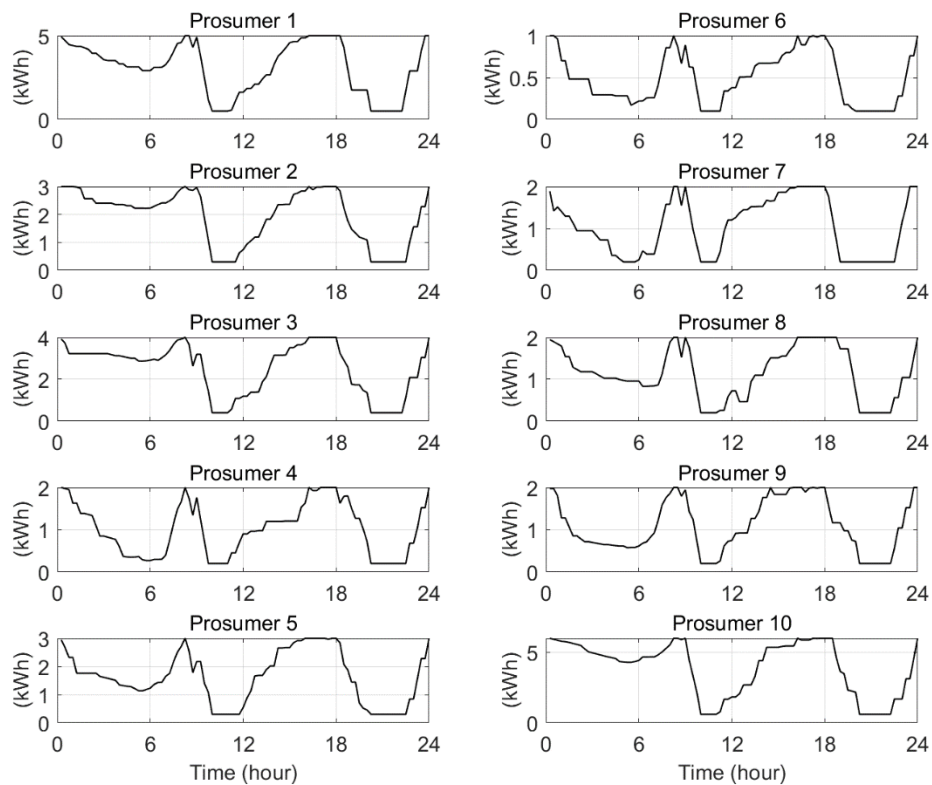 Prosumer 1
(kWh)
5
0
0 6 12 18 24
Prosumer 6
(kWh)
1
0.5
0
0 6 12 18 24
Prosumer 2
(kWh)
3
2
1
0
0 6 12 18 24
Prosumer 7
(kWh)
2
1
0
0 6 12 18 24
Prosumer 3
(kWh)
4
2
0
0 6 12 18 24
Prosumer 8
(kWh)
2
1
0
0 6 12 18 24
Prosumer 4
(kWh)
2
1
0
0 6 12 18 24
Prosumer 9
(kWh)
2
1
0
0 6 12 18 24
Prosumer 5
(kWh)
3
2
1
0
0 6 12 18 24
Time (hour)
Prosumer 10
(kWh)
5
0
0 6 12 18 24
Time (hour)